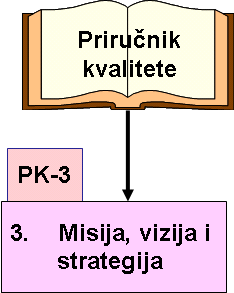 Priručnik
kvalitete
PK-3
3. Misija, vizija i
strategija